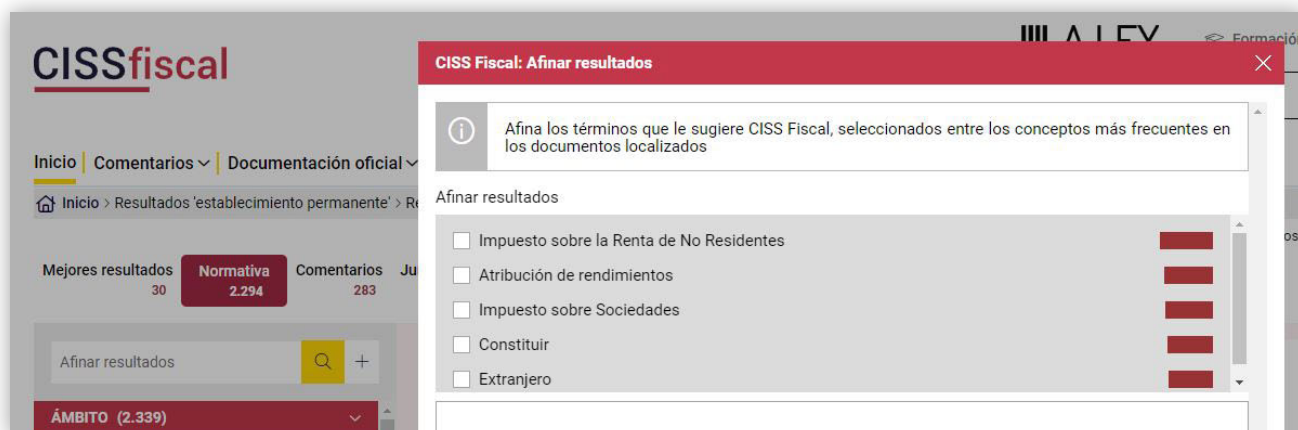 CISSfiscal
Formación
CISS Fiscal: Afinar resultados
Afina los términos que le sugiere CISS Fiscal, seleccionados entre los conceptos más frecuentes en
los documentos localizados
Inicio Comentarios Documentación oficial
Inicio > Resultados 'establecimiento permanente' >
Afinar resultados
Impuesto sobre la Renta de No Residentes
Atribución de rendimientos
Impuesto sobre Sociedades
Constituir
Extranjero
Mejores resultados
30
Normativa
2.294
Comentarios
283
Afinar resultados
ÁMBITO (2.339)